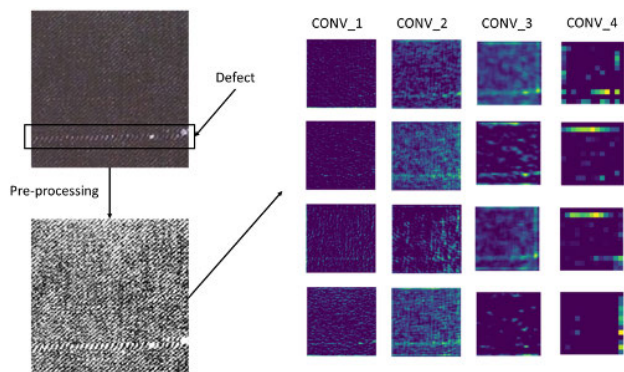 CONV_1
CONV_2
CONV_3
CONV_4
Defect
Pre-processing